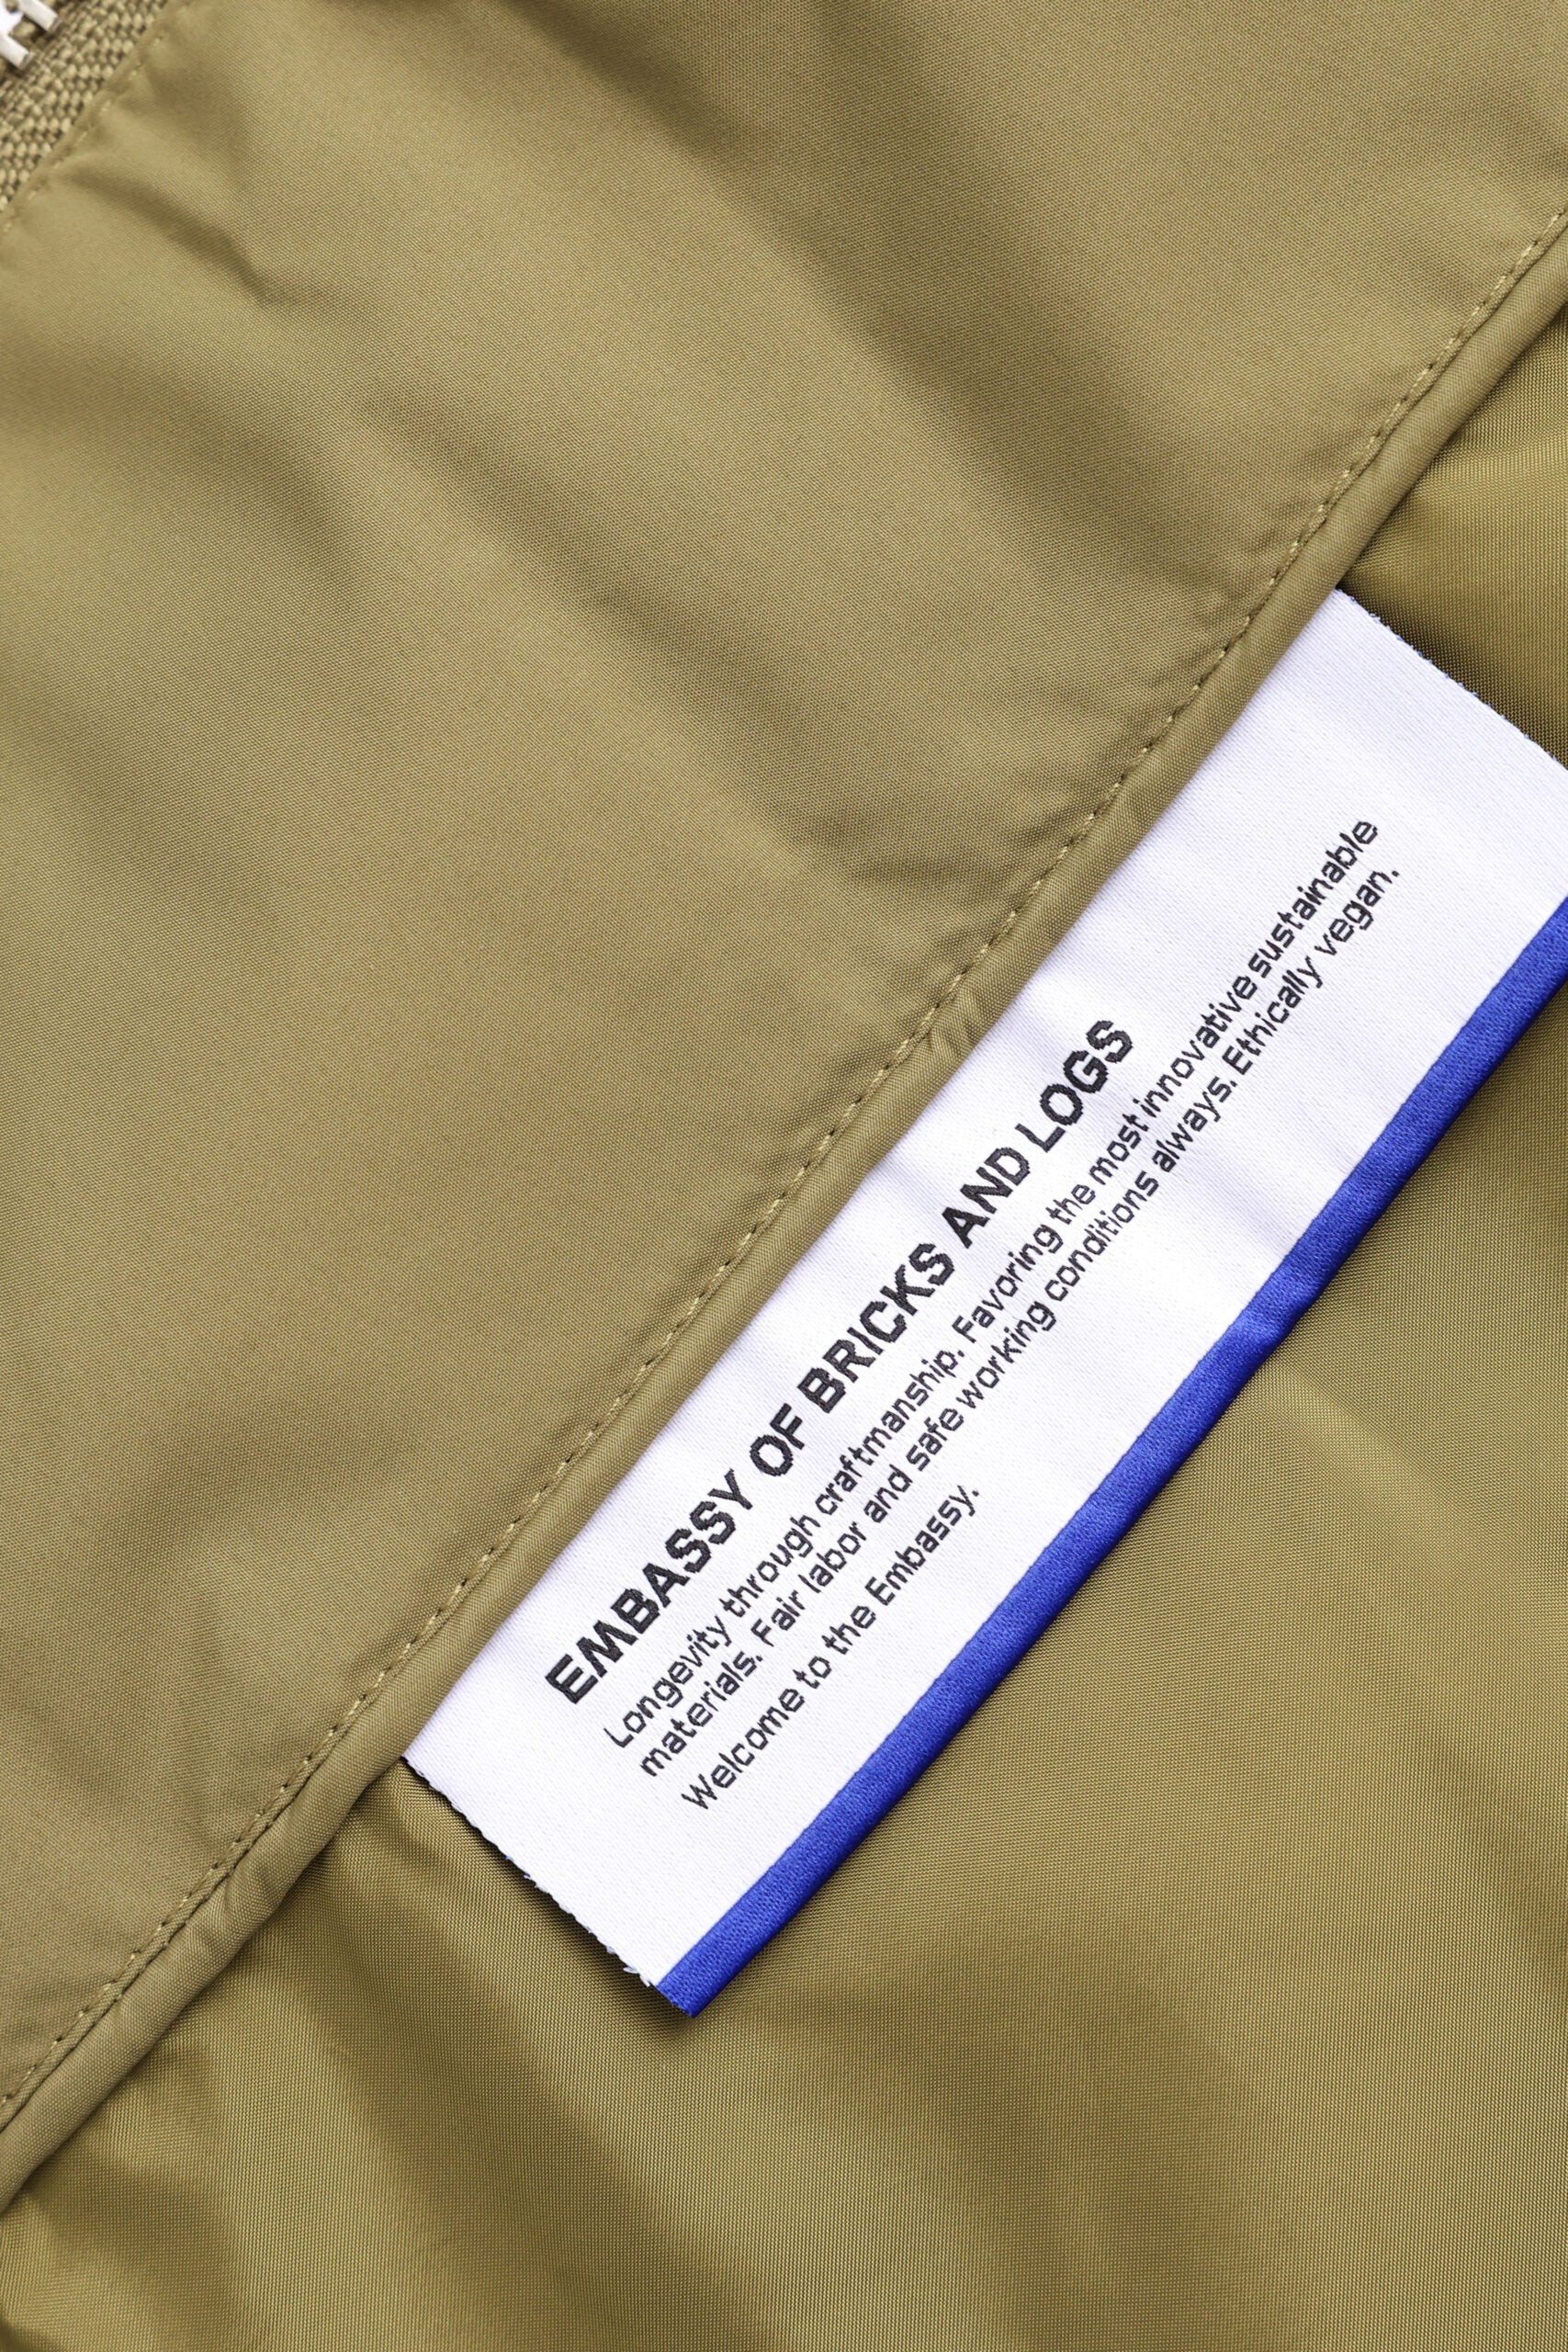 EMBASSY OF BRICKS AND LOGS
Longevity through craftmanship. Favoring the most innovative sustainable
materials. Fair labor and safe working conditions always. Ethically vegan.
Welcome to the Embassy.